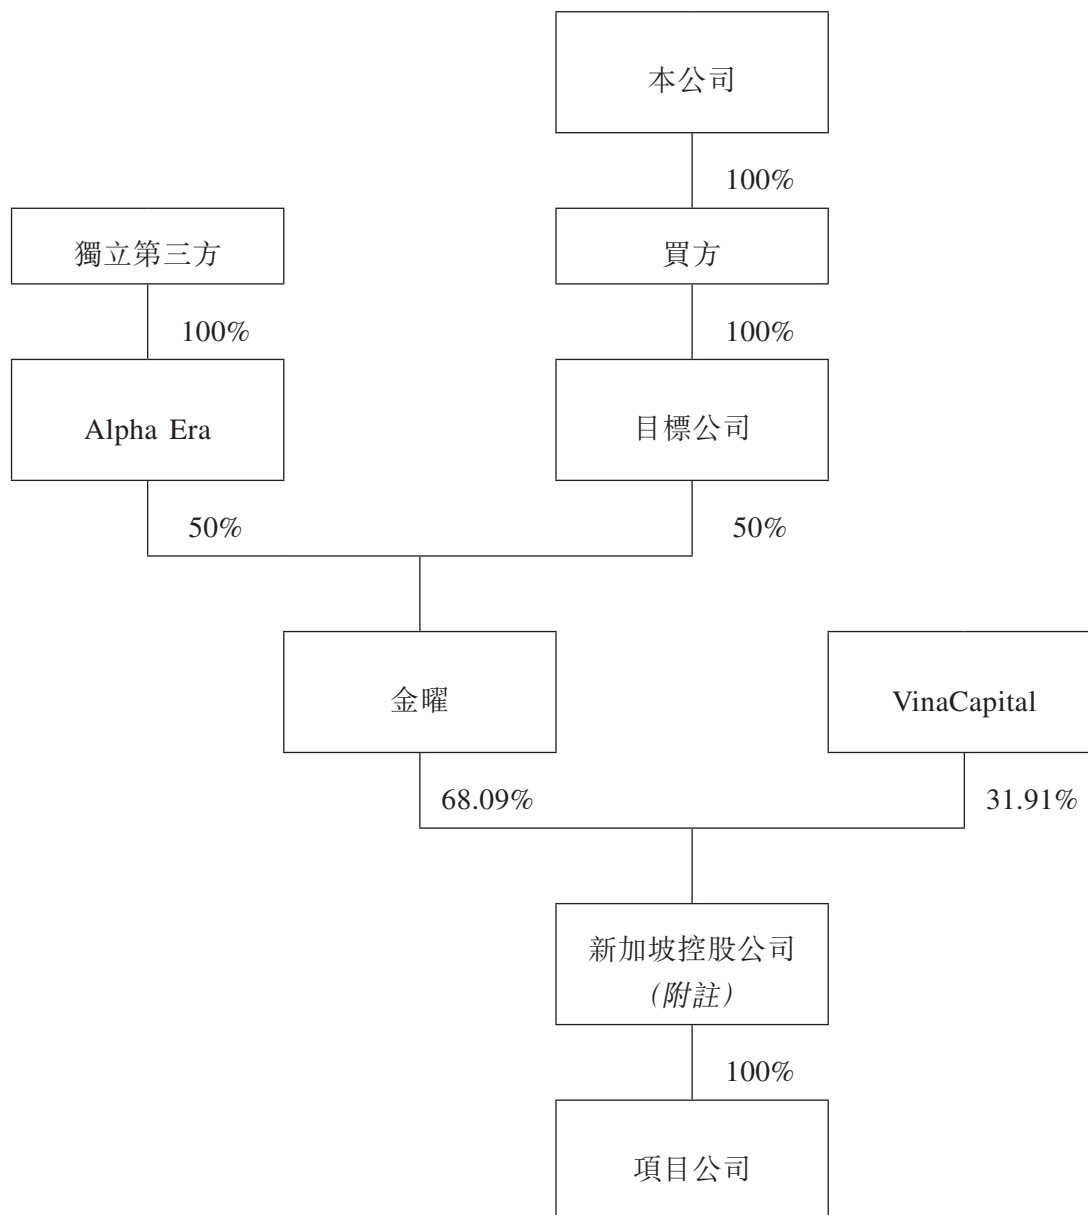 本公司
100%
獨立第三方
買方
100%
100%
Alpha Era
目標公司
50%
50%
金曜
VinaCapital
68.09%
31.91%
新加坡控股公司
（附註）
100%
項目公司